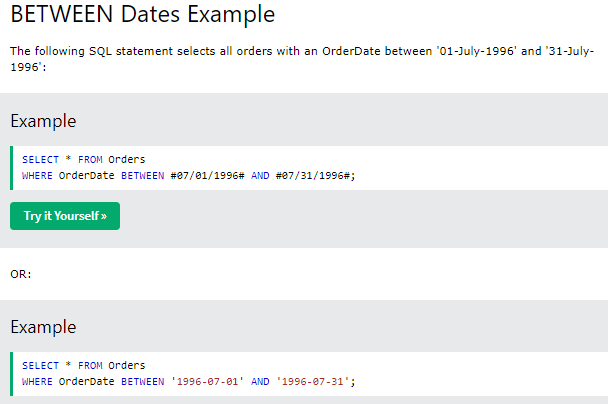 BETWEEN Dates Example
The following SQL statement selects all orders with an OrderDate between '01-July-1996' and '31-July-
1996':
Example
SELECT * FROM Orders
WHERE OrderDate BETWEEN #07/01/1996# AND #07/31/1996#;
Try it Yourself »
OR:
Example
SELECT * FROM Orders
WHERE OrderDate BETWEEN '1996-07-01' AND '1996-07-31';